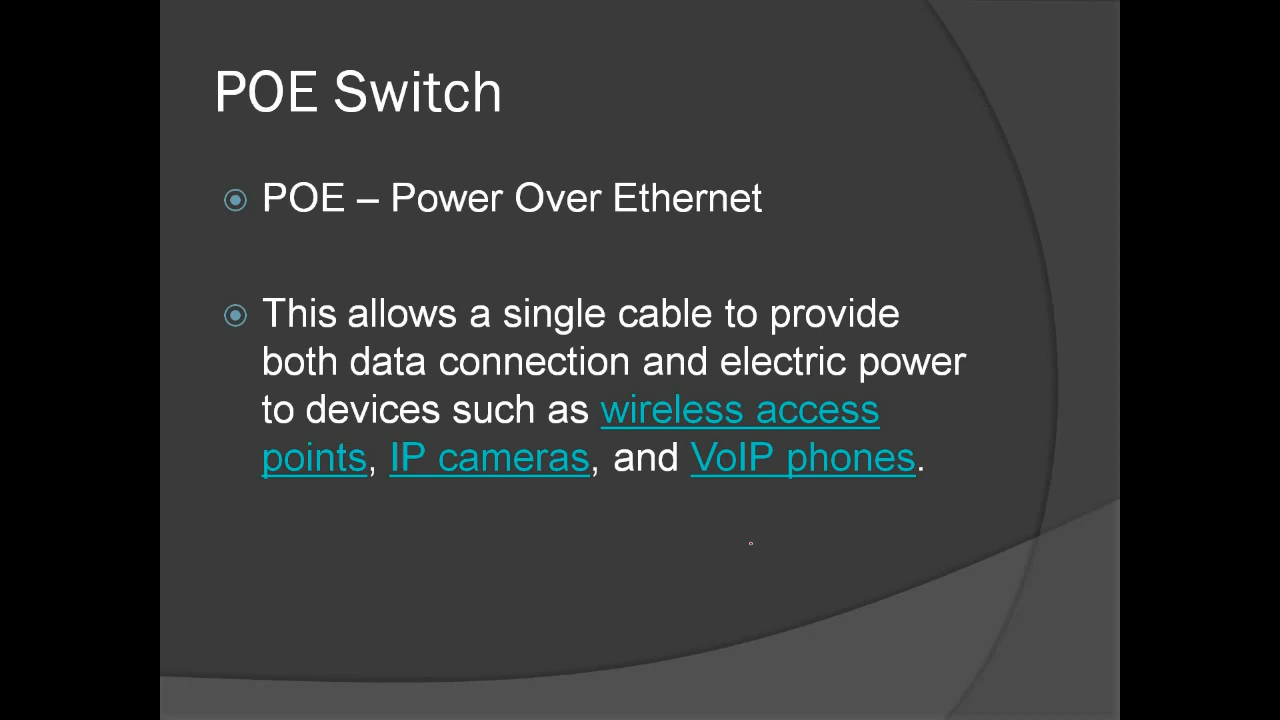 POE Switch
POE – Power Over Ethernet
This allows a single cable to provide
both data connection and electric power
to devices such as wireless access
points, IP cameras, and VoIP phones.